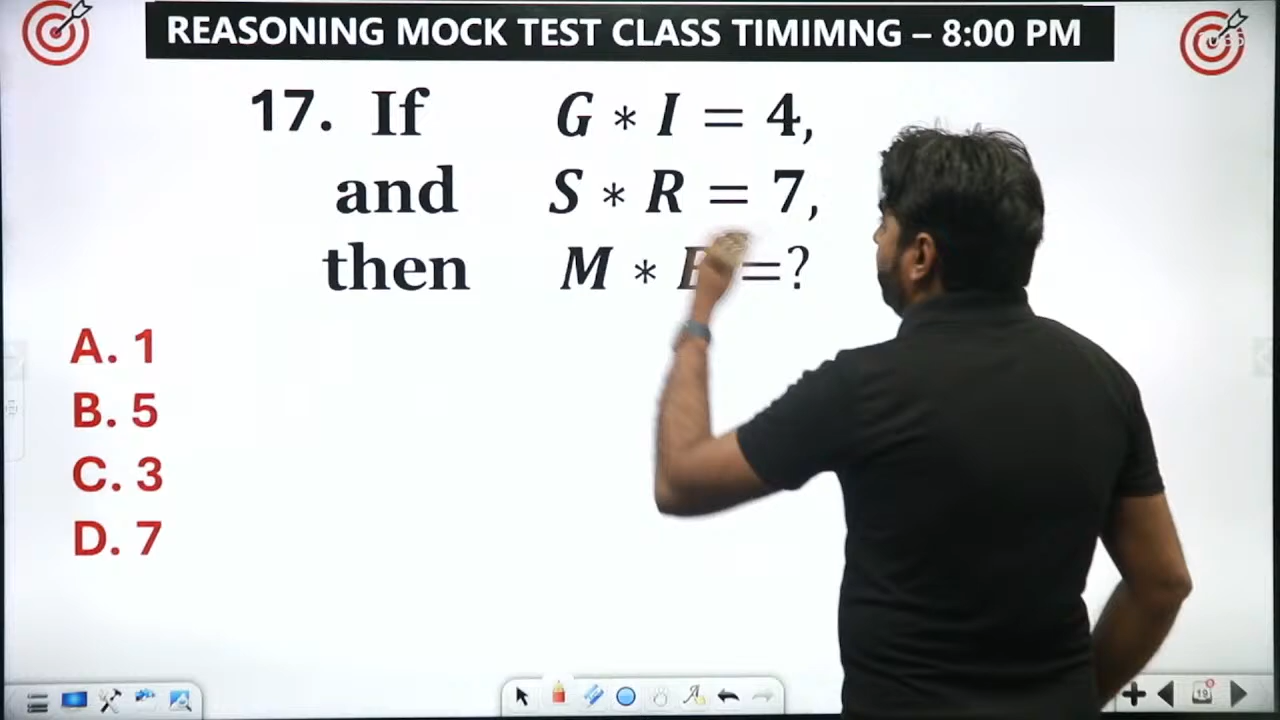 REASONING MOCK TEST CLASS TIMIMNG – 8:00 PM
17. If G * I = 4,
and S * R = 7,
then M * =?
A. 1
B. 5
C. 3
D. 7